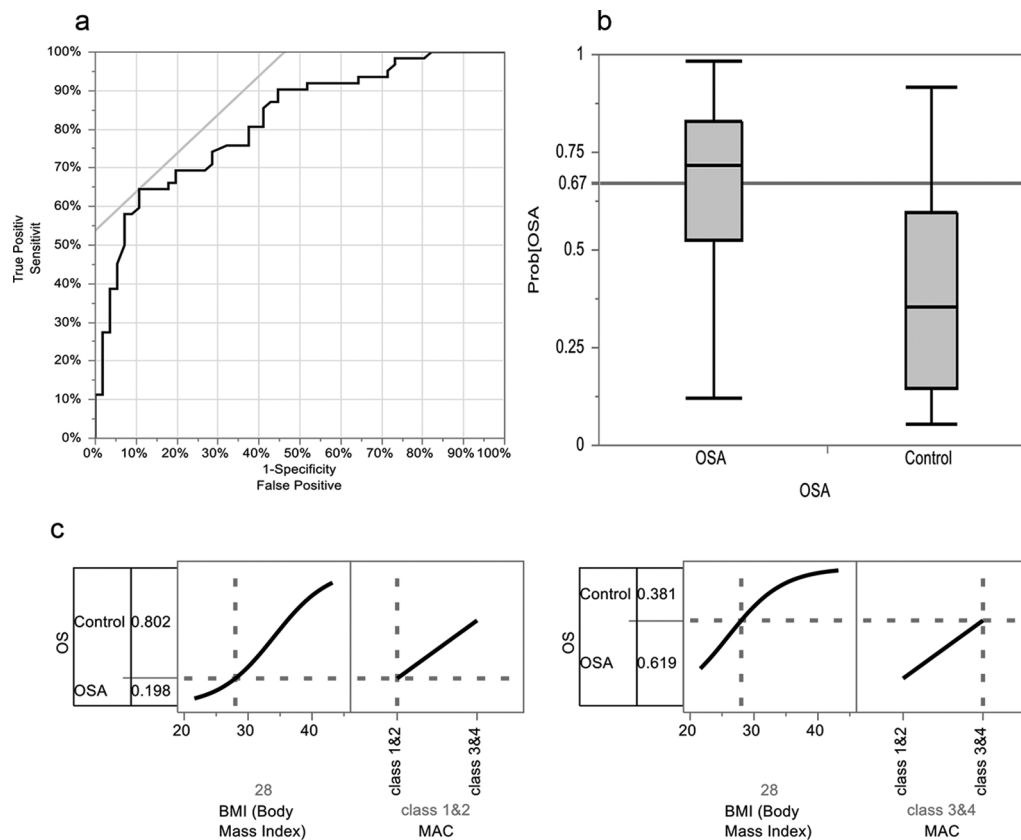 a
100%
90%
80%
70%
60%
50%
40%
30%
20%
10%
0%
True Positiv
Sensitivit
0% 10% 20% 30% 40% 50% 60% 70% 80% 90% 100%
1-Specificity
False Positive
b
1
0.75
0.67
0.5
0.25
0
Prob[OSA
OSA Control
OSA
c
OS
Control 0.802
OSA 0.198
20 30 40
class 1&2
class 3&4
28
BMI (Body
Mass Index)
class 1&2
MAC
OS
Control 0.381
OSA 0.619
20 30 40
class 1&2
class 3&4
28
BMI (Body
Mass Index)
class 3&4
MAC